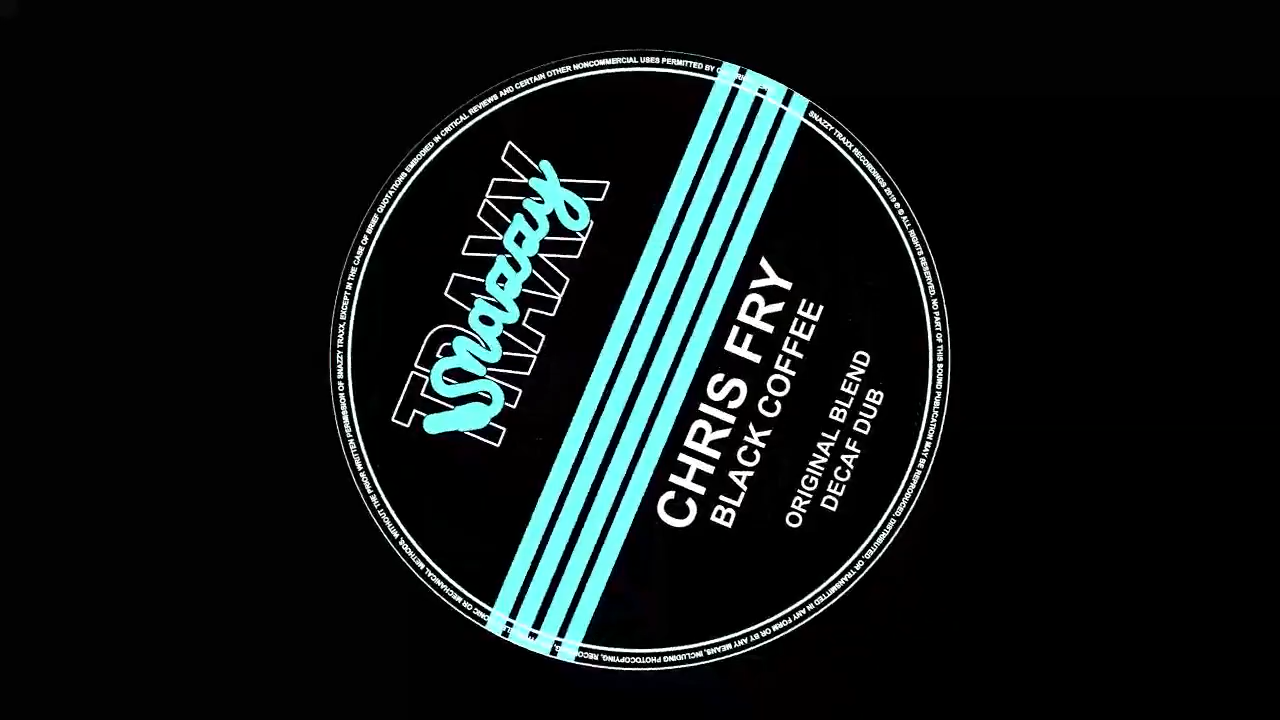 TRAXX
Snazzy
CHRIS FRY
BLACK COFFEE
ORIGINAL BLEND
DECAF DUB
SNAZZY TRAXX RECORDINGS 2019 ℗ © ALL RIGHTS RESERVED. NO PART OF THIS SOUND PUBLICATION MAY BE REPRODUCED, DISTRIBUTED, OR TRANSMITTED IN ANY FORM OR BY ANY MEANS, INCLUDING PHOTOCOPYING, RECOR ONIC OR MECHANICAL METHODS, WITHOUT THE PRIOR WRITTEN PERMISSION OF SNAZZY TRAXX, EXCEPT IN THE CASE OF BRIEF QUOTATIONS EMBODIED IN CRITICAL REVIEWS AND CERTAIN OTHER NONCOMMERCIAL USES PERMITTED BY